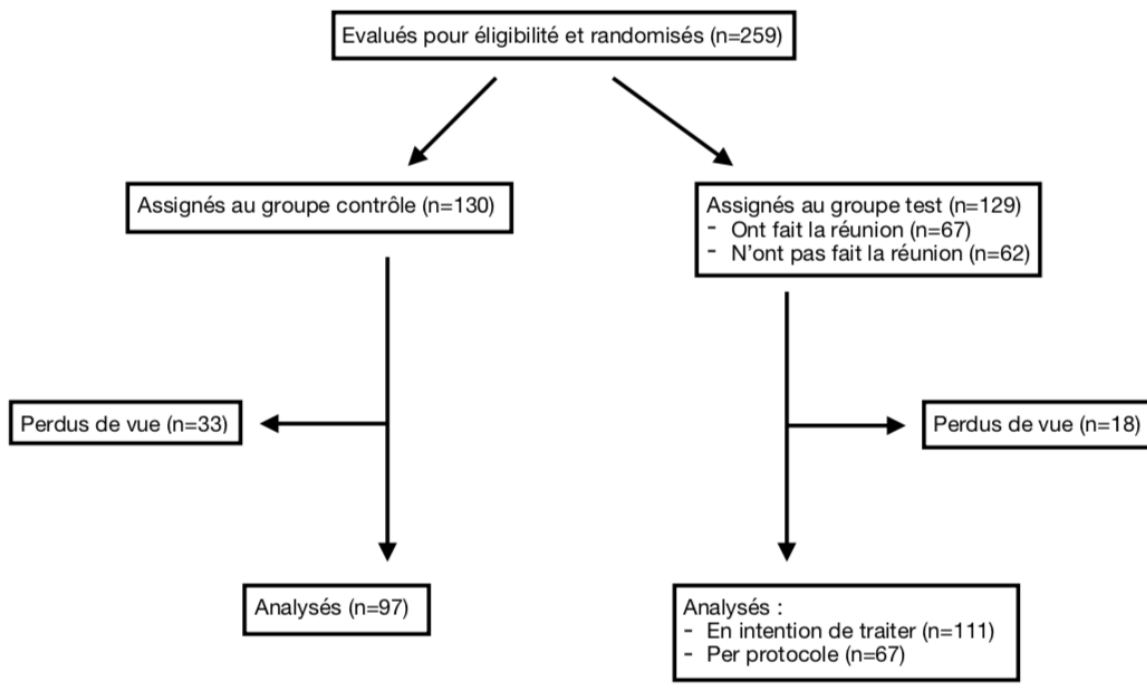 Evalués pour éligibilité et randomisés (n=259)
Assignés au groupe contrôle (n=130)
Assignés au groupe test (n=129)
- Ont fait la réunion (n=67)
- N'ont pas fait la réunion (n=62)
Perdus de vue (n=33)
Perdus de vue (n=18)
Analysés (n=97)
Analysés :
- En intention de traiter (n=111)
- Per protocole (n=67)